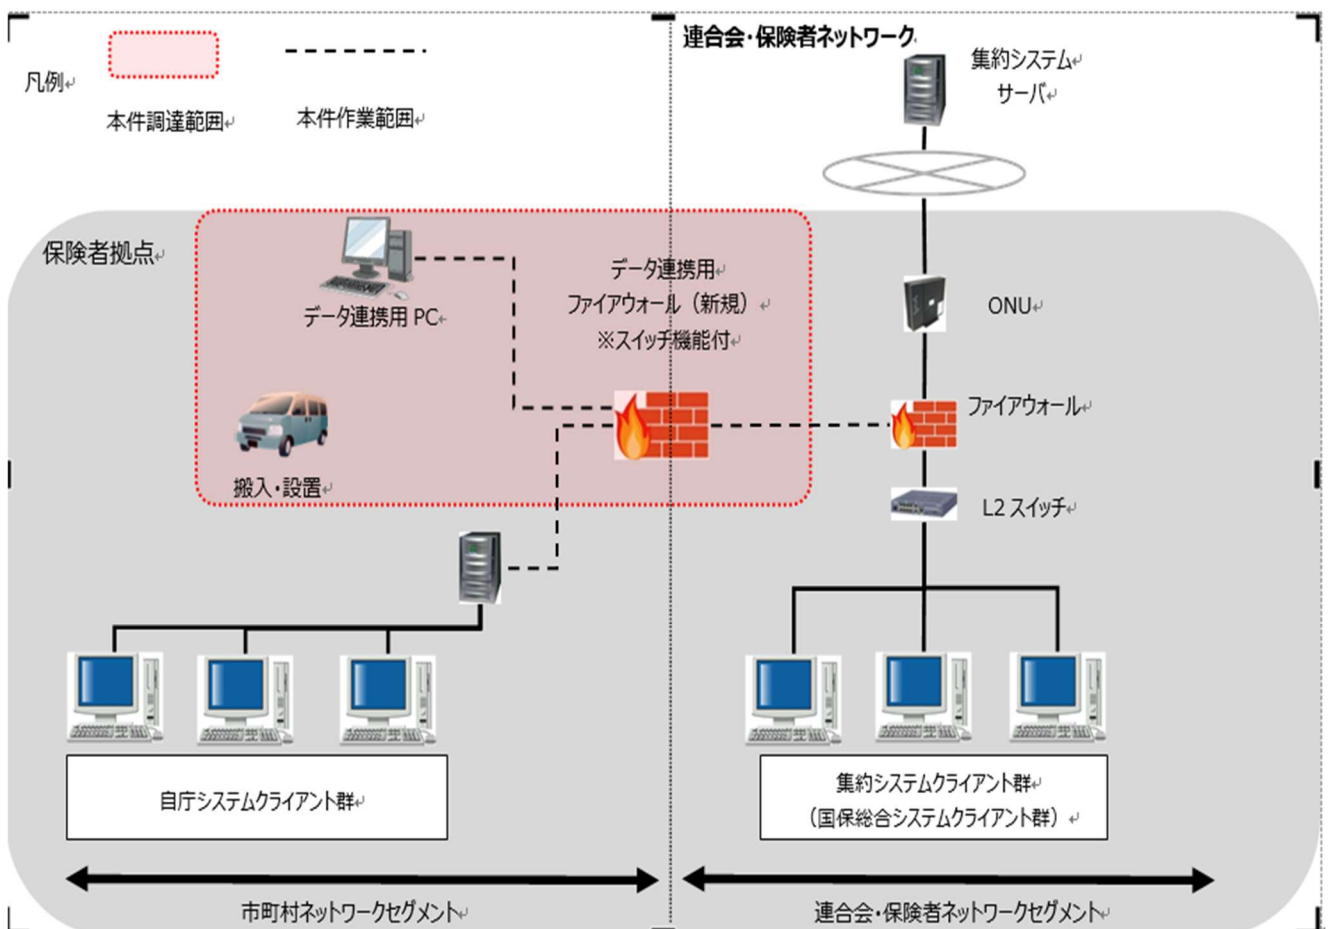 連合会・保険者ネットワーク
集約システム
サーバ
凡例
本件調達範囲
本件作業範囲
保険者拠点
データ連携用 PC
データ連携用
ファイアウォール（新規）
※スイッチ機能付
ONU
ファイアウォール
搬入・設置
L2 スイッチ
自庁システムクライアント群
集約システムクライアント群
（国保総合システムクライアント群）
市町村ネットワークセグメント
連合会・保険者ネットワークセグメント